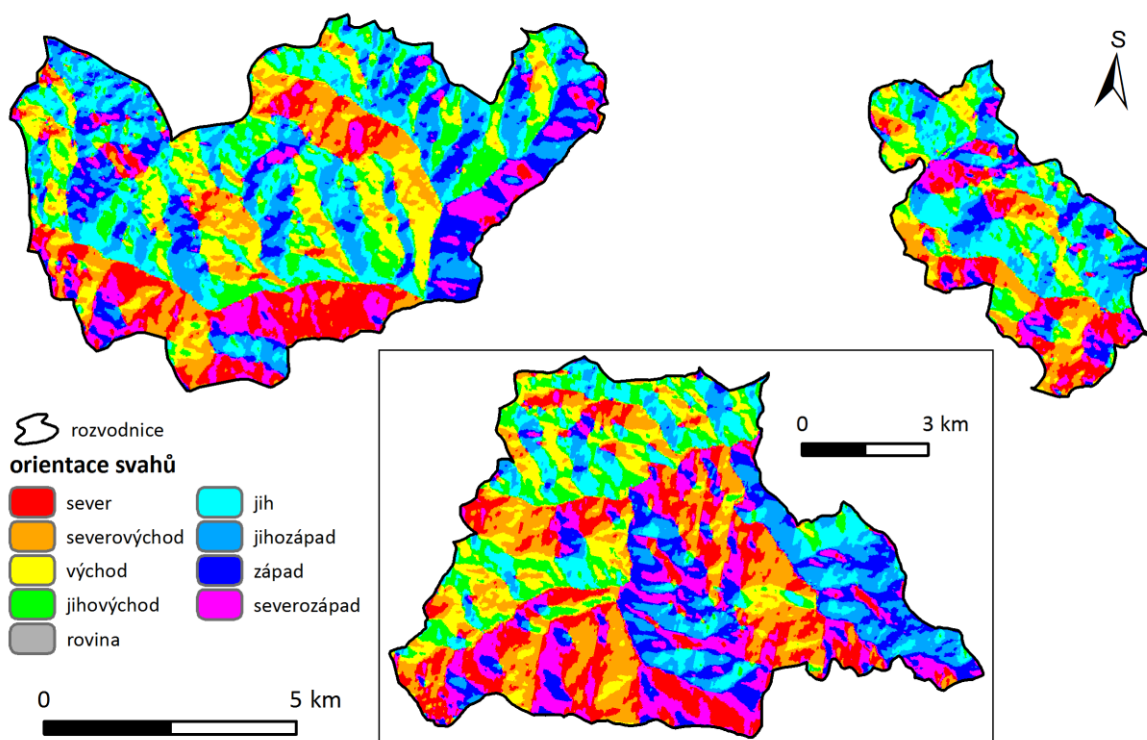 S
0 3 km
rozvodnice
orientace svahů
sever
severovýchod
východ
jihovýchod
rovina
jih
jihozápad
západ
severozápad
0 5 km